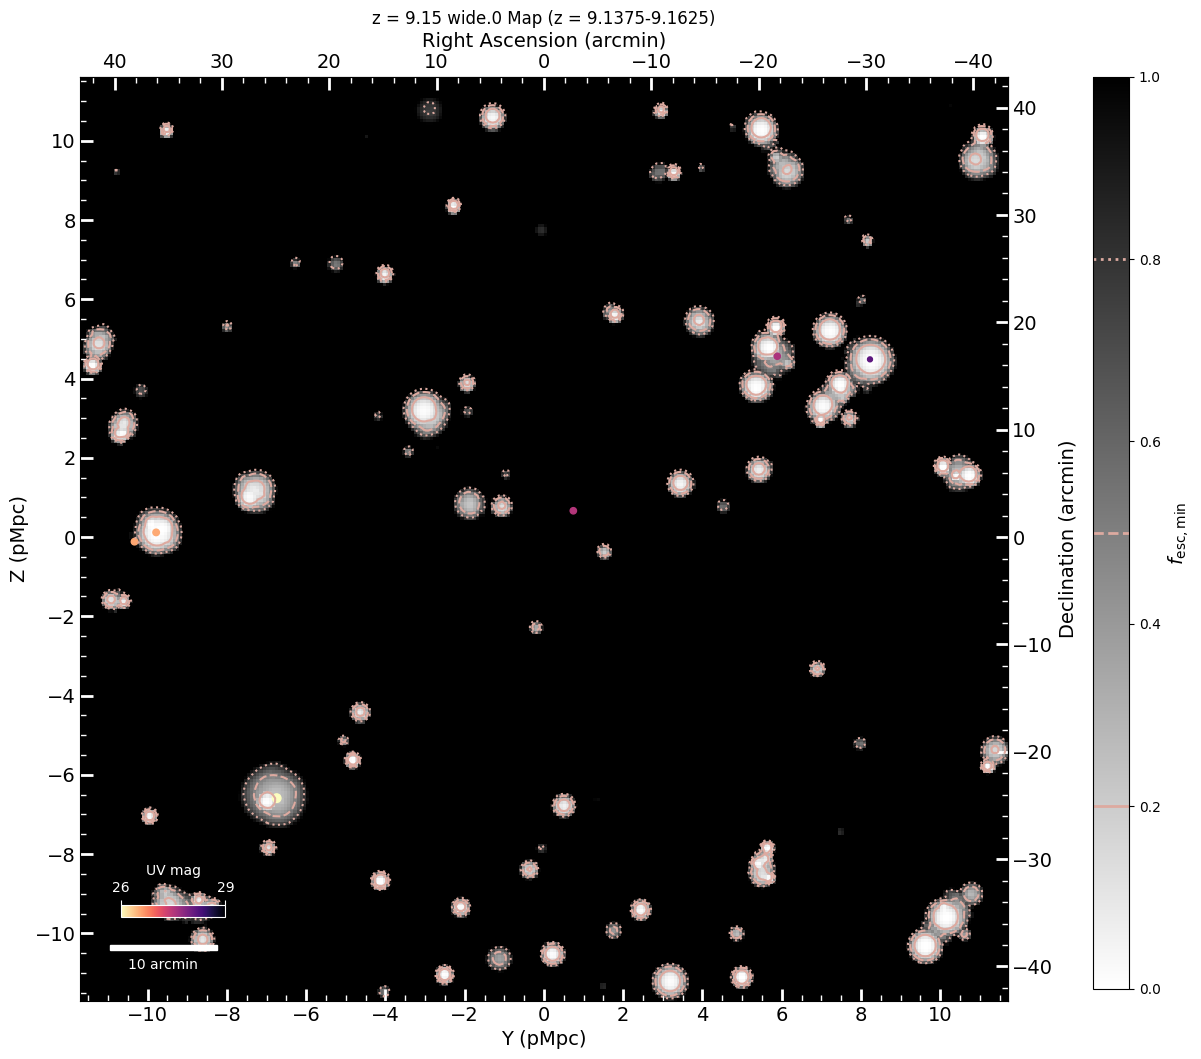 z = 9.15 wide.0 Map (z = 9.1375-9.1625)
Right Ascension (arcmin)
40 30 20 10 0 −10 −20 −30 −40
10
8
6
4
2
0
−2
−4
−6
−8
−10
Z (pMpc)
UV mag
26 29
10 arcmin
−10 −8 −6 −4 −2 0 2 4 6 8 10
Y (pMpc)
40
30
20
10
0
−10
−20
−30
−40
Declination (arcmin)
1.0
0.8
0.6
0.4
0.2
0.0
f_esc,min